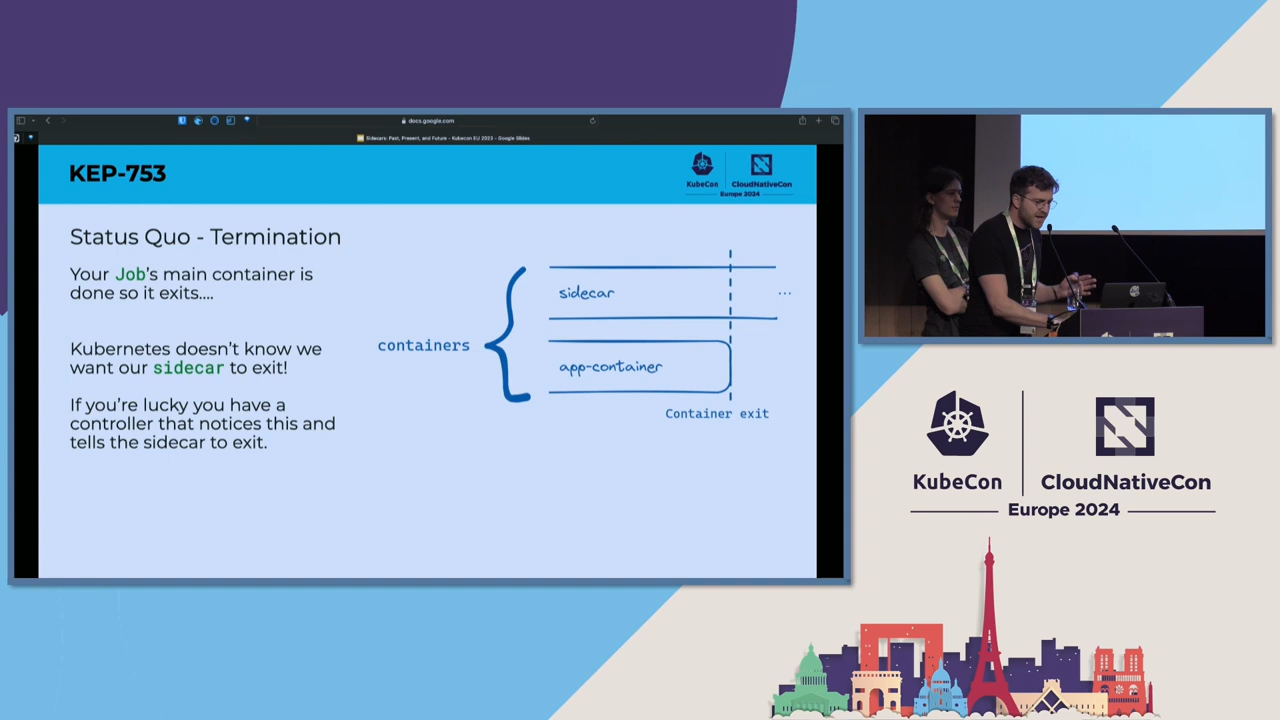 docs.google.com
Sidecars: Past, Present, and Future - Kubecon EU 2023 - Google Slides
KEP-753
KubeCon
CloudNativeCon
Europe 2024
Status Quo - Termination
Your Job's main container is
done so it exits....
Kubernetes doesn't know we
want our sidecar to exit!
If you're lucky you have a
controller that notices this and
tells the sidecar to exit.
containers
sidecar
...
app-container
Container exit
KubeCon
CloudNativeCon
Europe 2024